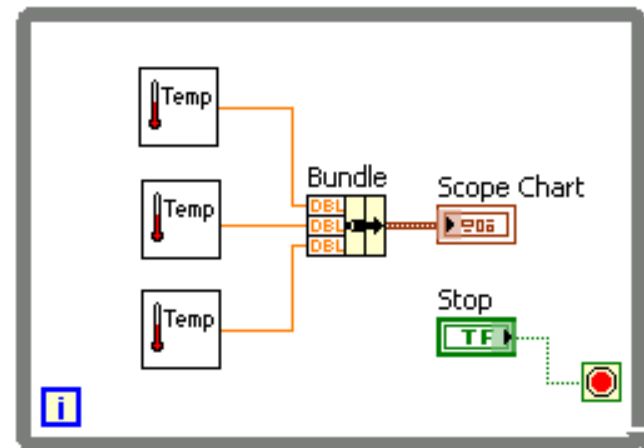 Temp
Bundle
Temp
DBL
DBL
DBL
Scope Chart
Temp
Stop
TF
i